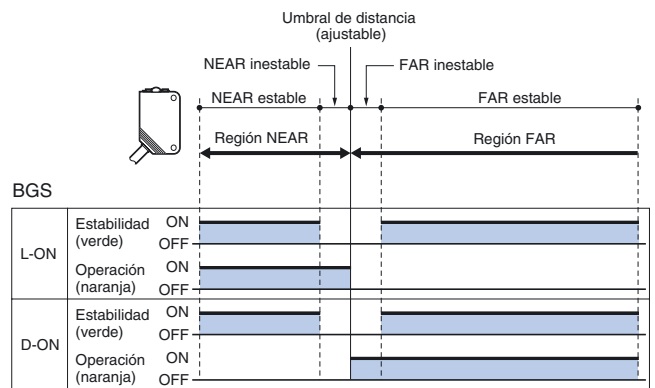 Umbral de distancia
(ajustable)
NEAR inestable
FAR inestable
NEAR estable
FAR estable
Región NEAR
Región FAR
BGS
L-ON
Estabilidad
(verde)
ON
OFF
Operación
(naranja)
ON
OFF
D-ON
Estabilidad
(verde)
ON
OFF
Operación
(naranja)
ON
OFF